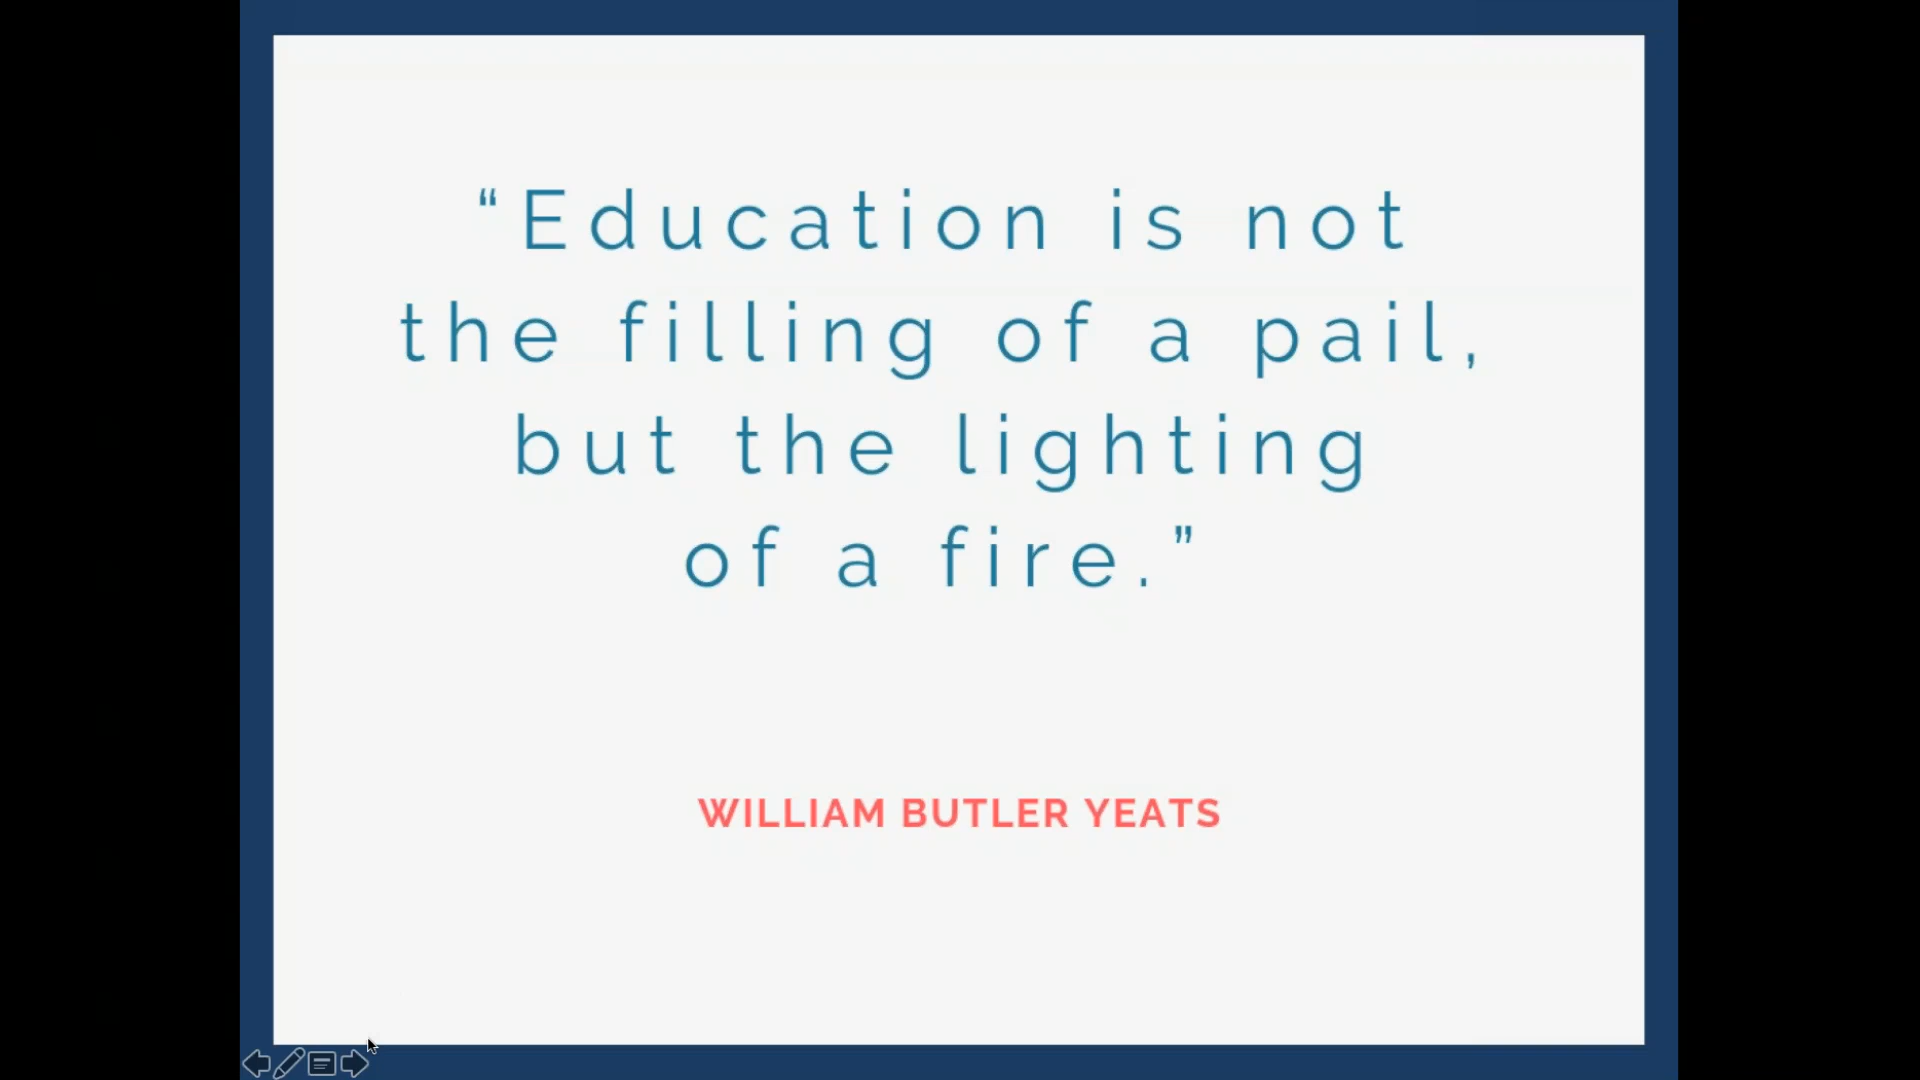 “Education is not
the filling of a pail,
but the lighting
of a fire.”
WILLIAM BUTLER YEATS